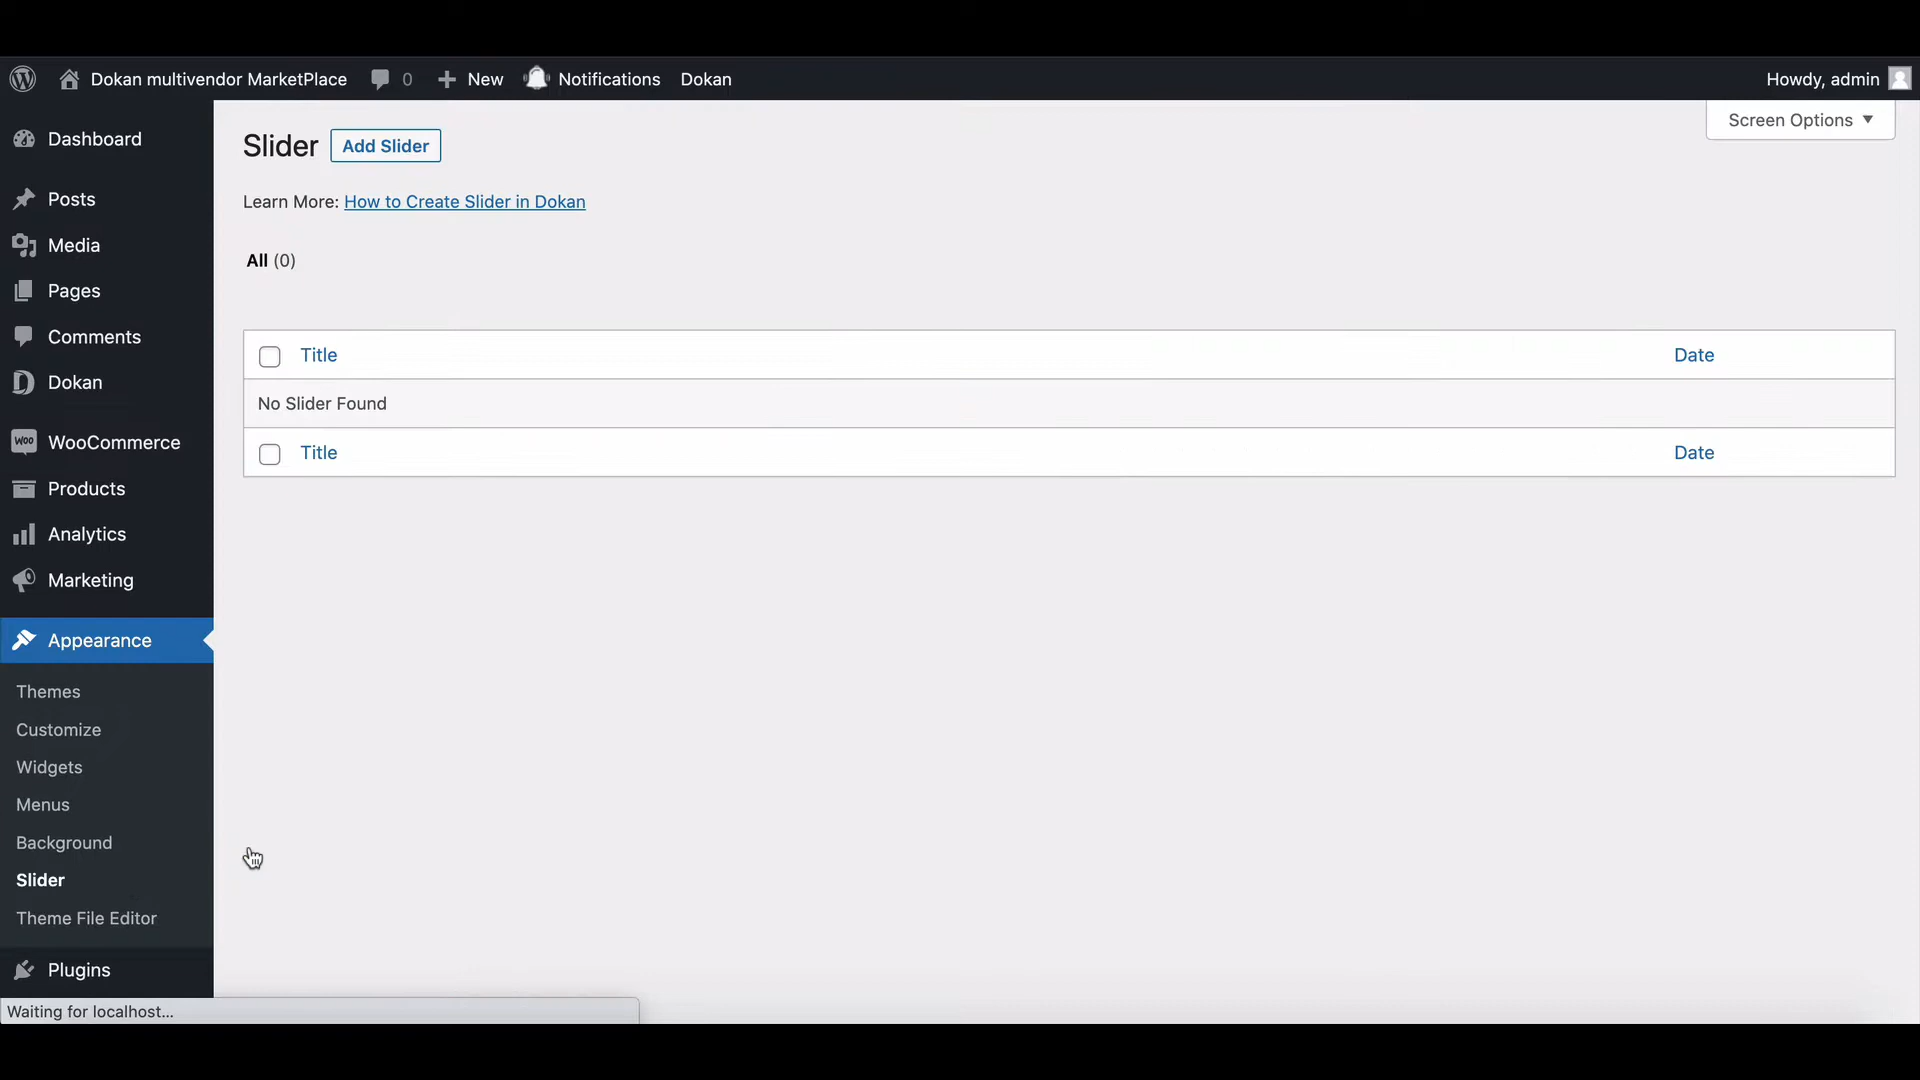 Dokan multivendor MarketPlace 0 New Notifications Dokan Howdy, admin
Dashboard
Posts
Media
Pages
Comments
Dokan
WooCommerce
Products
Analytics
Marketing
Appearance
Themes
Customize
Widgets
Menus
Background
Slider
Theme File Editor
Plugins
Screen Options
Slider Add Slider
Learn More: How to Create Slider in Dokan
All (0)
Title Date
No Slider Found
Title Date
Waiting for localhost...